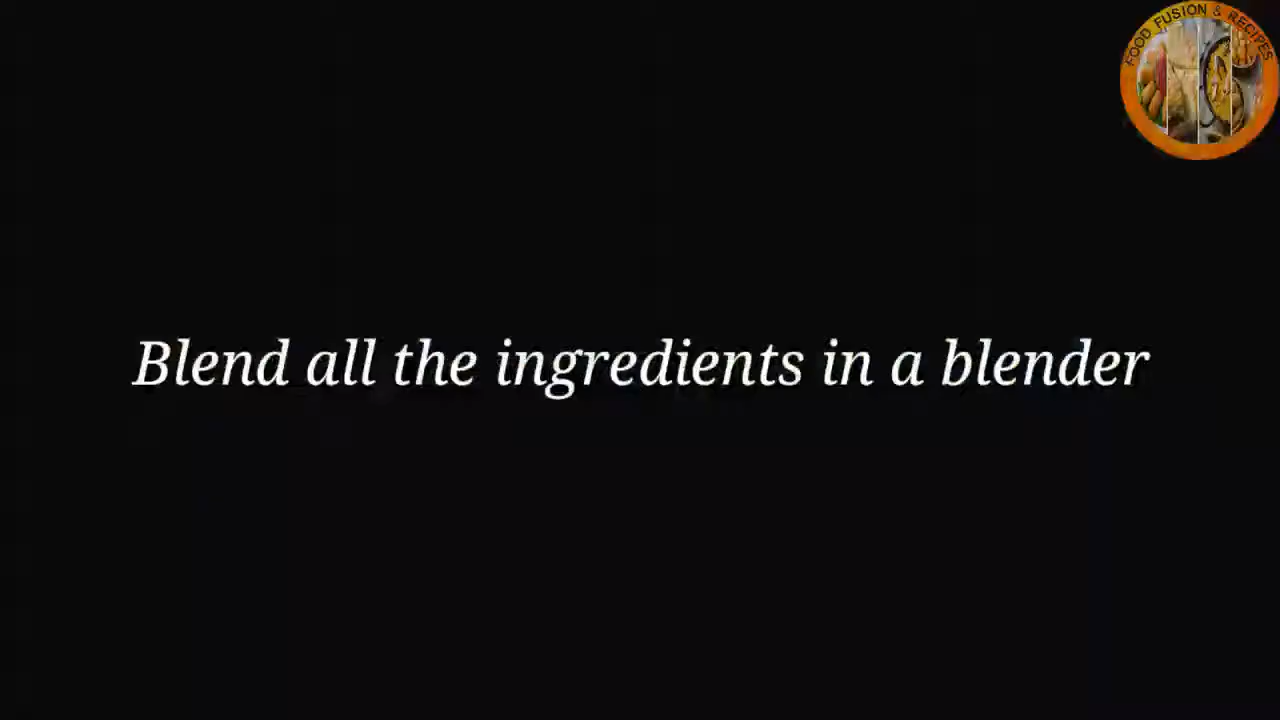 FOOD FUSION & RECIPES
Blend all the ingredients in a blender